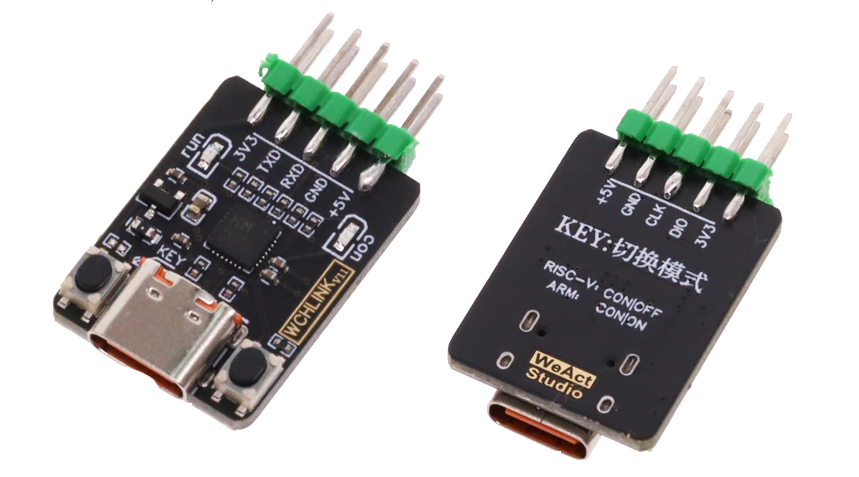 run
3V3
TXD
RXD
GND
+5V
con
KEY
WCHLINK V1.1
+5V
GND
CLK
DIO
3V3
KEY:切换模式
RISC-V: CON|OFF
ARM: CON|ON
WeAct
Studio